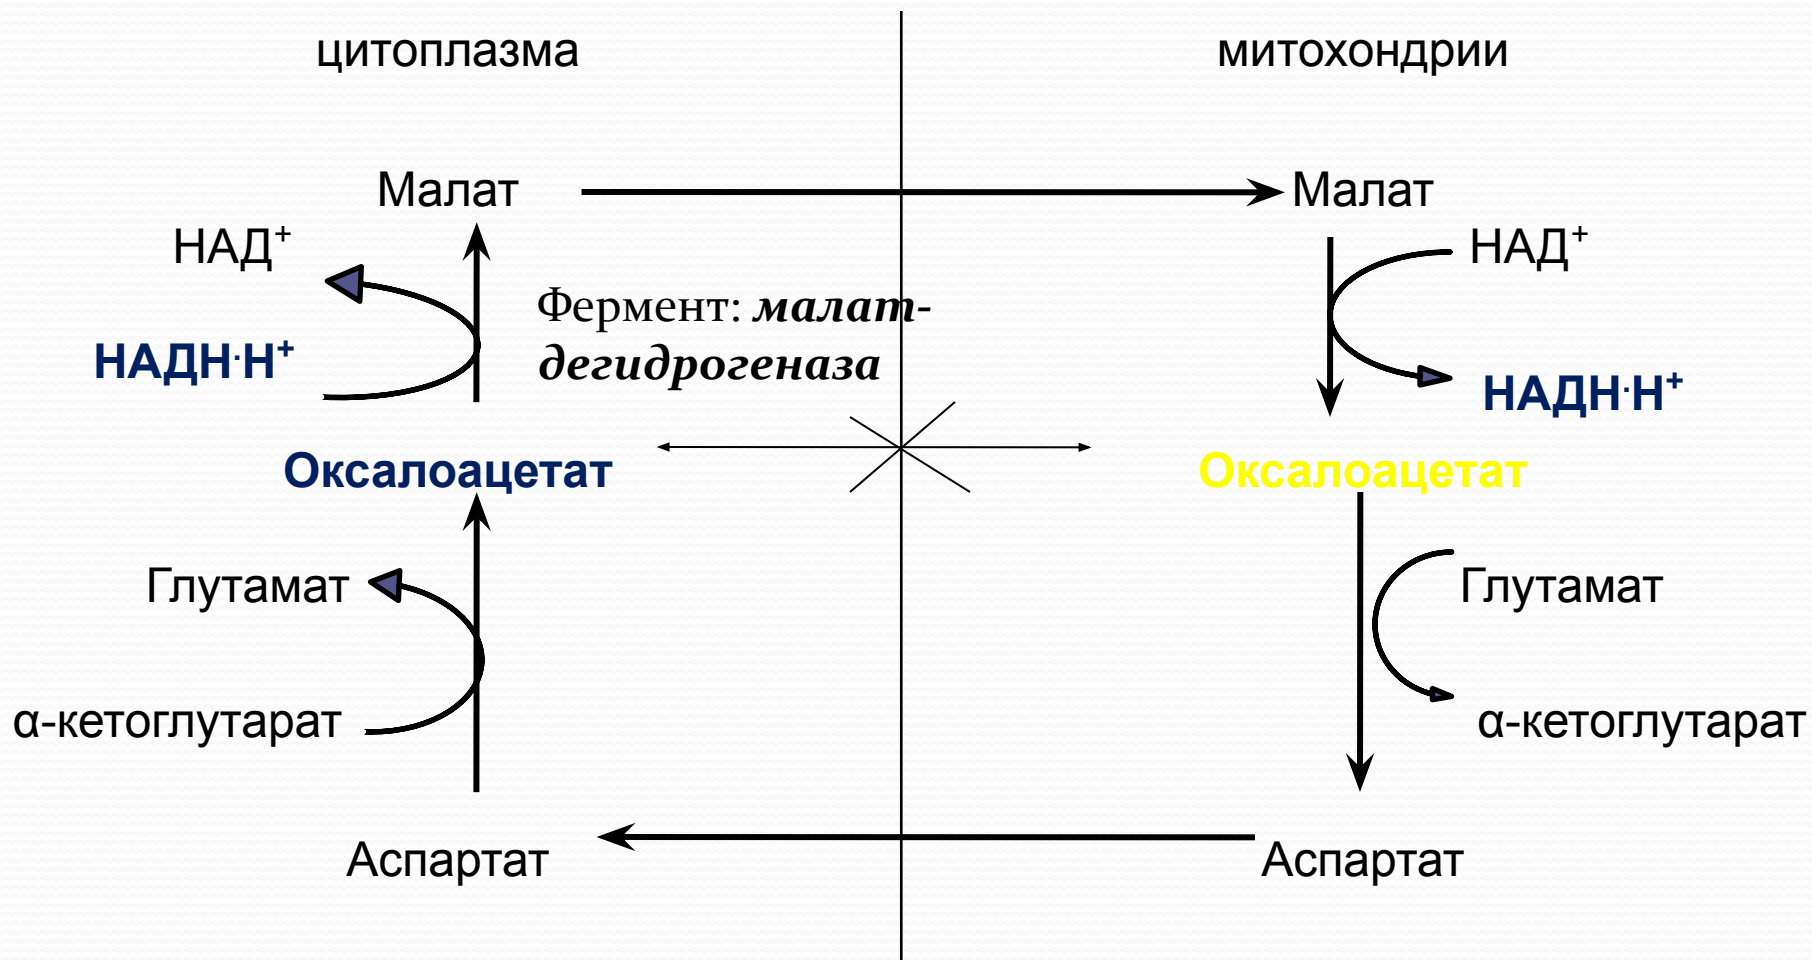 цитоплазма
митохондрии
Малат
Малат
НАД⁺
НАД⁺
Фермент: малат-
дегидрогеназа
НАДН·Н⁺
НАДН·Н⁺
Оксалоацетат
Оксалоацетат
Глутамат
Глутамат
α-кетоглутарат
α-кетоглутарат
Аспартат
Аспартат